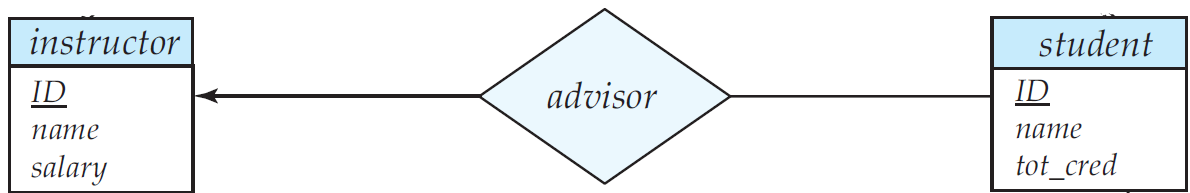 instructor
ID
name
salary
advisor
student
ID
name
tot_cred